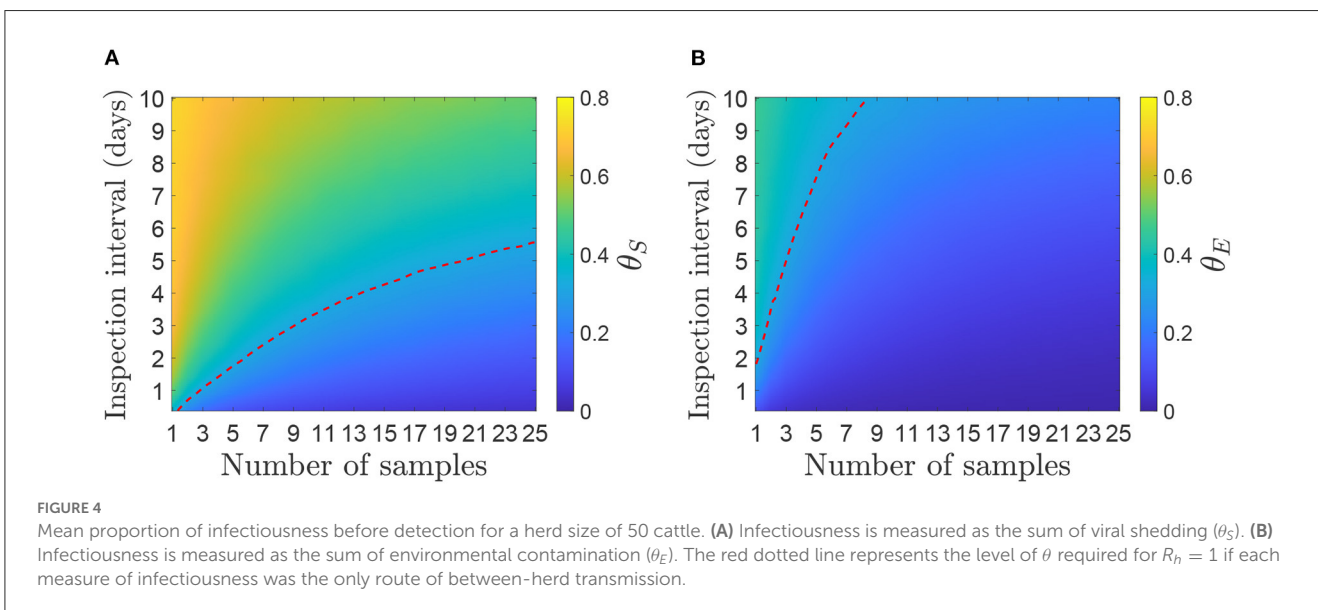 A
B
Inspection interval (days)
10
9
8
7
6
5
4
3
2
1
1 3 5 7 9 11 13 15 17 19 21 23 25
Number of samples
0.8
0.6
0.4
0.2
0
θ_S
Inspection interval (days)
10
9
8
7
6
5
4
3
2
1
1 3 5 7 9 11 13 15 17 19 21 23 25
Number of samples
0.8
0.6
0.4
0.2
0
θ_E
FIGURE 4
Mean proportion of infectiousness before detection for a herd size of 50 cattle. (A) Infectiousness is measured as the sum of viral shedding (θ_S). (B)
Infectiousness is measured as the sum of environmental contamination (θ_E). The red dotted line represents the level of θ required for R_h = 1 if each
measure of infectiousness was the only route of between-herd transmission.